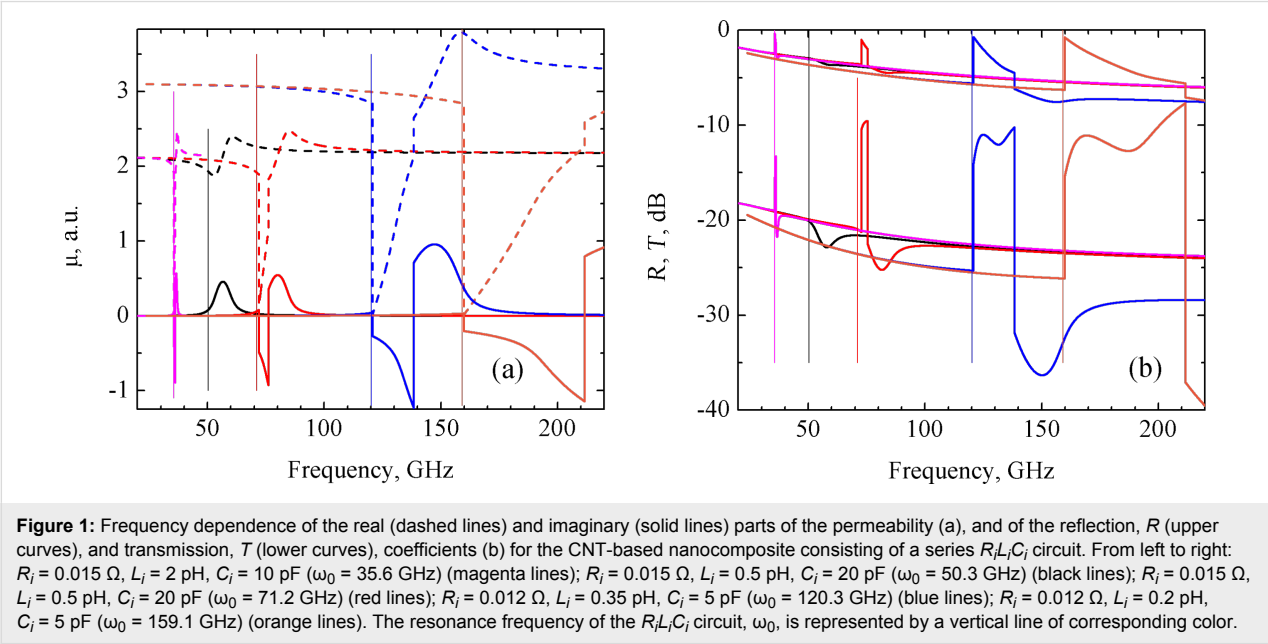 3
2
1
0
-1
μ, a.u.
50
100
150
200
Frequency, GHz
(a)
0
-10
-20
-30
-40
R, T, dB
50
100
150
200
Frequency, GHz
(b)
Figure 1: Frequency dependence of the real (dashed lines) and imaginary (solid lines) parts of the permeability (a), and of the reflection, R (upper
curves), and transmission, T (lower curves), coefficients (b) for the CNT-based nanocomposite consisting of a series RᵢLᵢCᵢ circuit. From left to right:
Rᵢ = 0.015 Ω, Lᵢ = 2 pH, Cᵢ = 10 pF (ω₀ = 35.6 GHz) (magenta lines); Rᵢ = 0.015 Ω, Lᵢ = 0.5 pH, Cᵢ = 20 pF (ω₀ = 50.3 GHz) (black lines); Rᵢ = 0.015 Ω,
Lᵢ = 0.5 pH, Cᵢ = 20 pF (ω₀ = 71.2 GHz) (red lines); Rᵢ = 0.012 Ω, Lᵢ = 0.35 pH, Cᵢ = 5 pF (ω₀ = 120.3 GHz) (blue lines); Rᵢ = 0.012 Ω, Lᵢ = 0.2 pH,
Cᵢ = 5 pF (ω₀ = 159.1 GHz) (orange lines). The resonance frequency of the RᵢLᵢCᵢ circuit, ω₀, is represented by a vertical line of corresponding color.